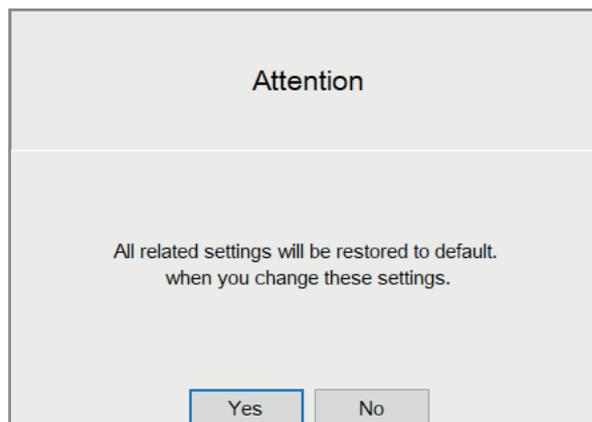 Attention
All related settings will be restored to default.
when you change these settings.
Yes
No